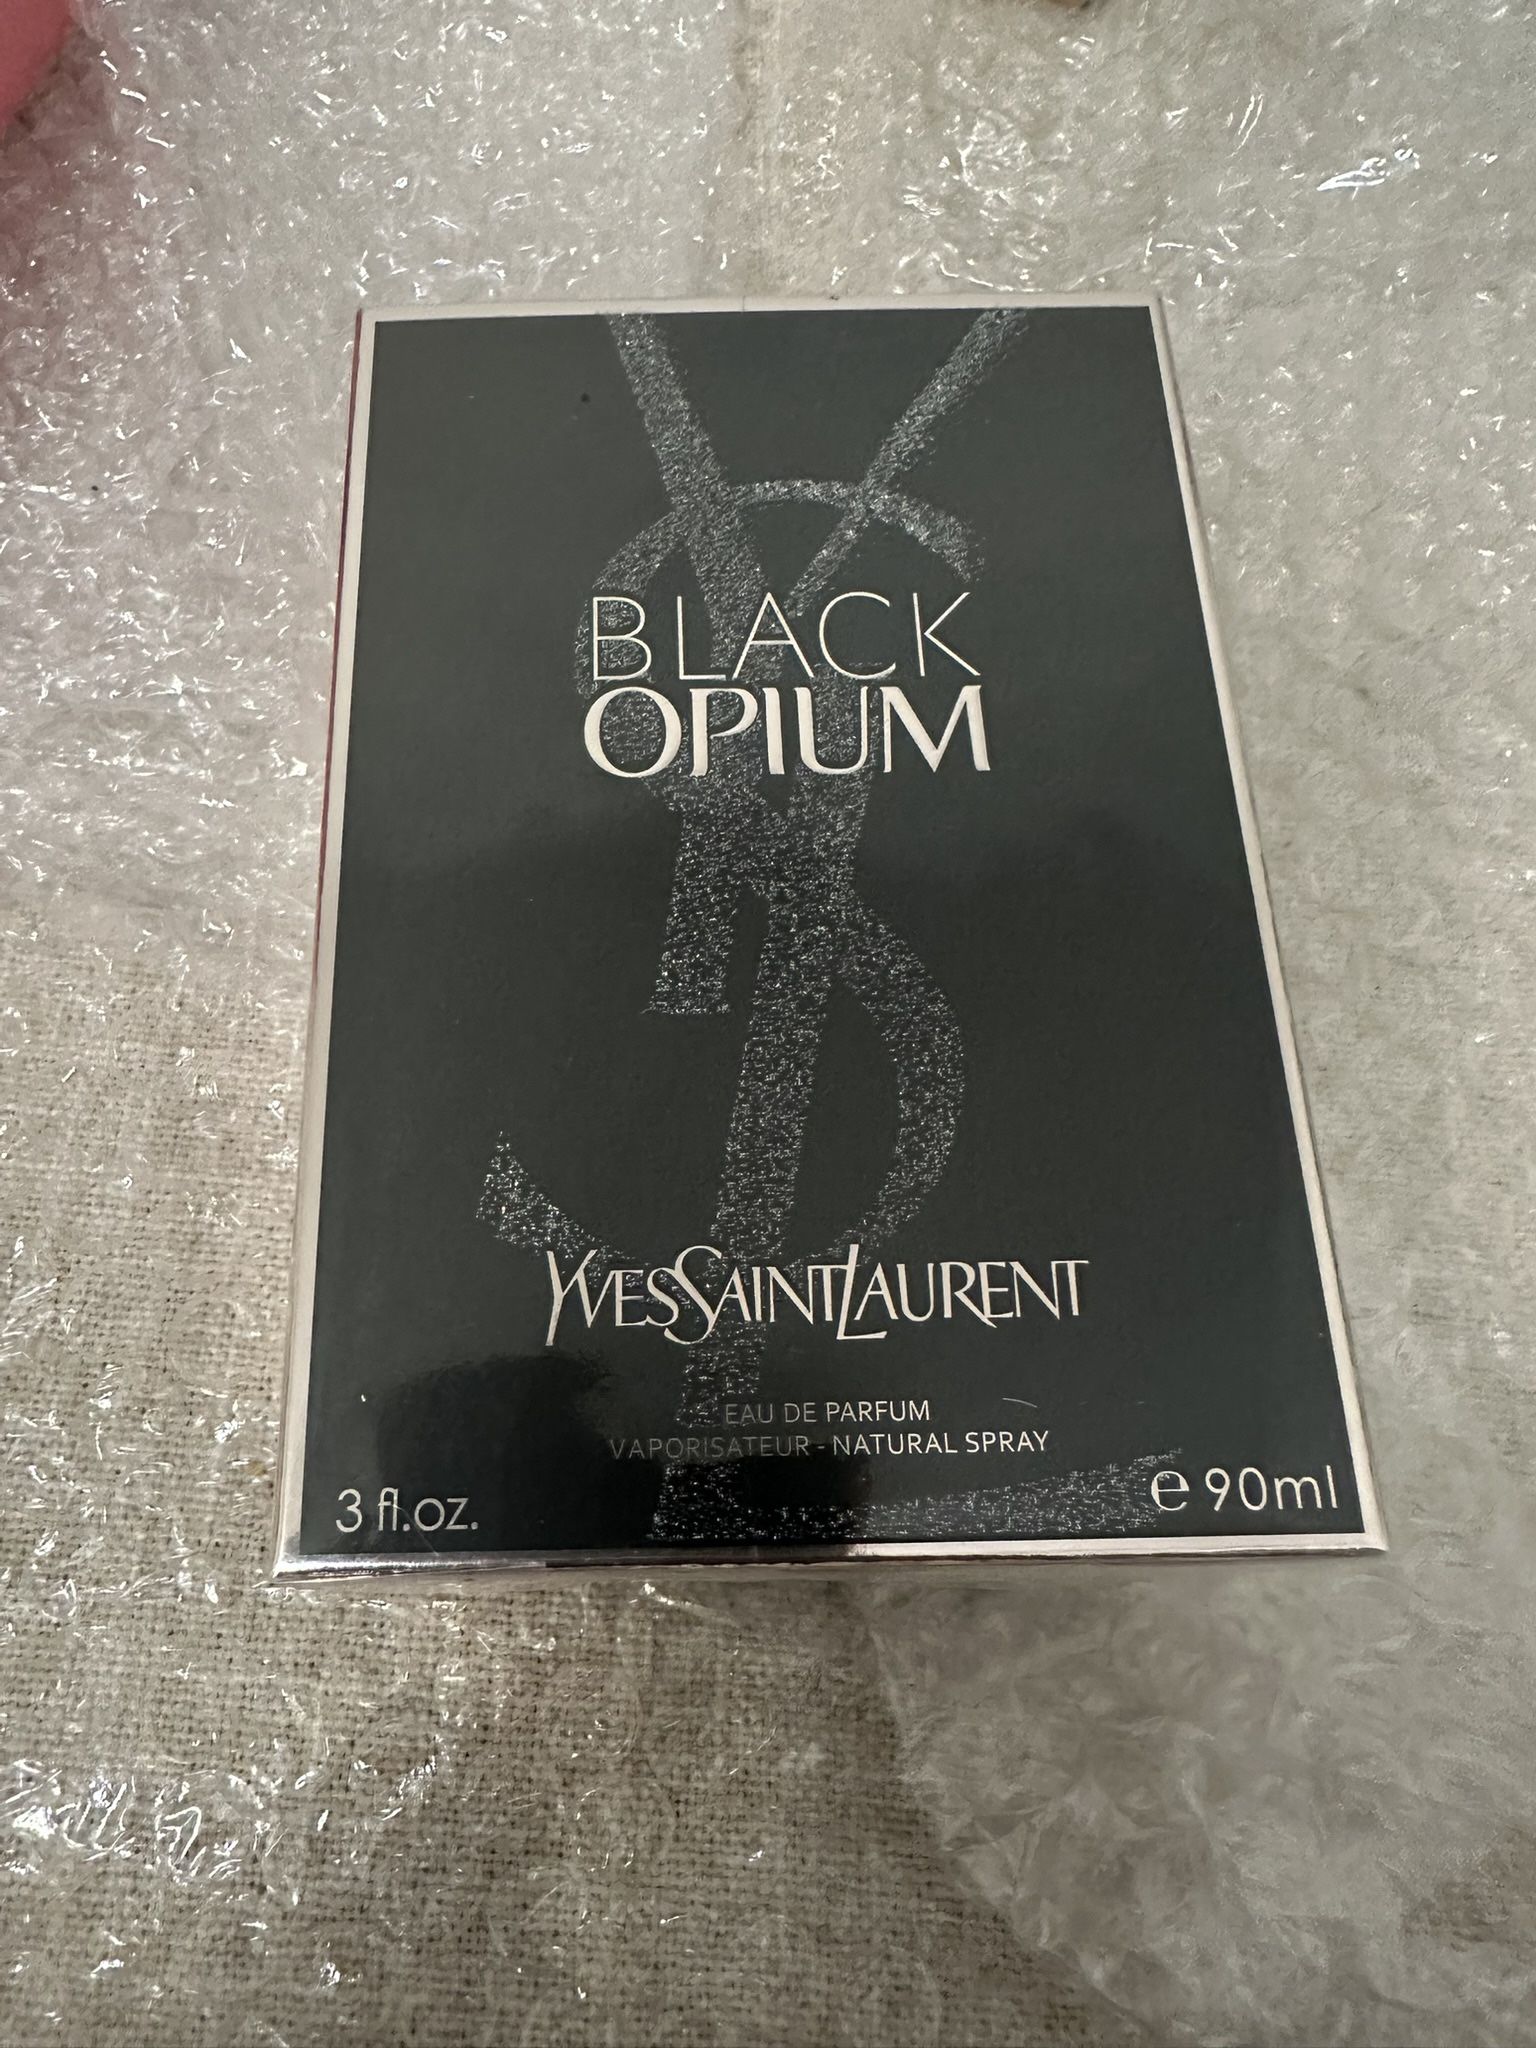 BLACK
OPIUM
YVESSAINTLAURENT
EAU DE PARFUM
VAPORISATEUR - NATURAL SPRAY
3 fl.oz.
e 90ml